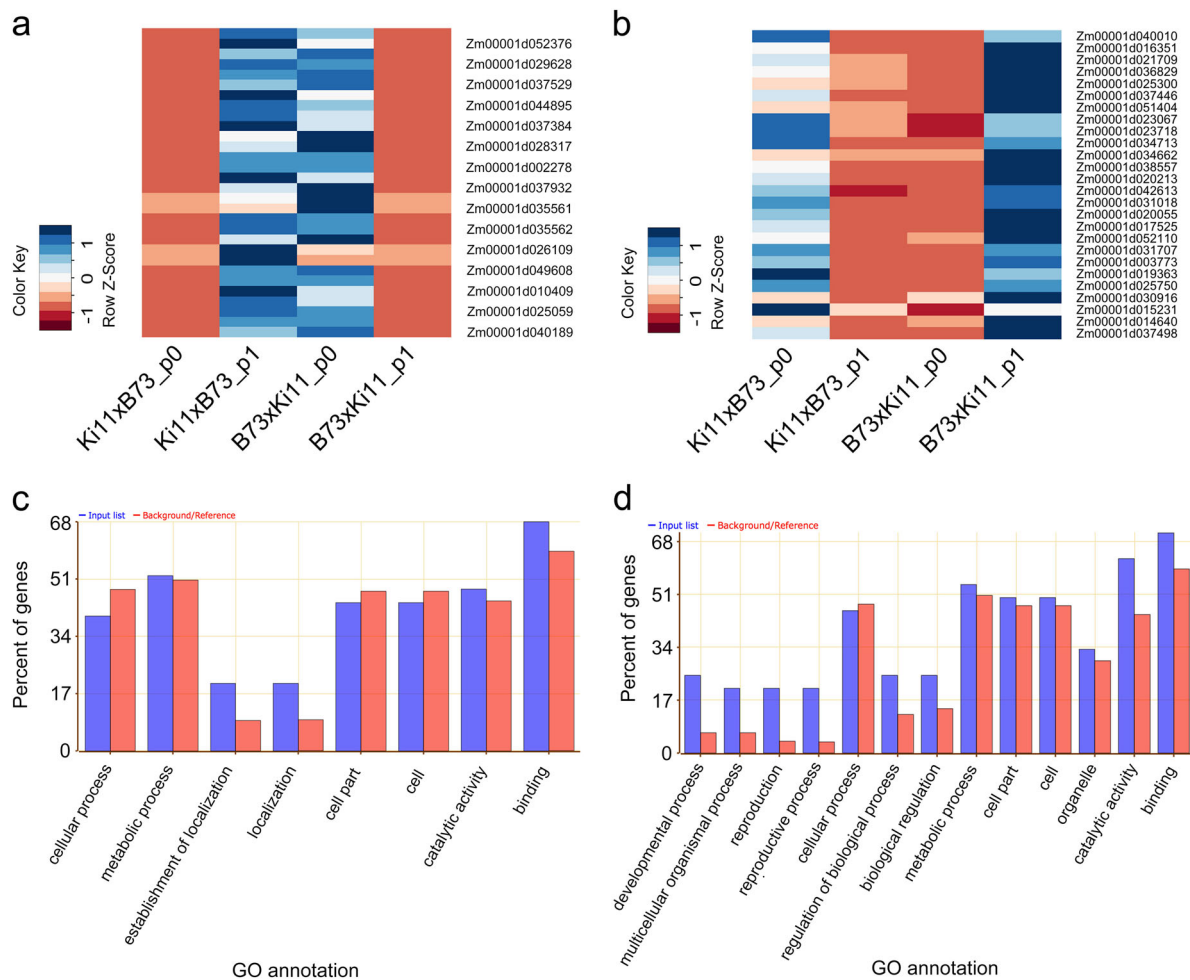 a
Zm00001d052376
Zm00001d029628
Zm00001d037529
Zm00001d044895
Zm00001d037384
Zm00001d028317
Zm00001d002278
Zm00001d037932
Zm00001d035561
Zm00001d035562
Zm00001d026109
Zm00001d049608
Zm00001d010409
Zm00001d025059
Zm00001d040189
Color Key
Row Z-Score
1
0
-1
Ki11xB73_p0
Ki11xB73_p1
B73xKi11_p0
B73xKi11_p1
b
Zm00001d040010
Zm00001d016351
Zm00001d021709
Zm00001d036829
Zm00001d025300
Zm00001d037446
Zm00001d051404
Zm00001d023067
Zm00001d023718
Zm00001d034713
Zm00001d034662
Zm00001d038557
Zm00001d020213
Zm00001d042613
Zm00001d031018
Zm00001d020055
Zm00001d017525
Zm00001d052110
Zm00001d031707
Zm00001d003773
Zm00001d019363
Zm00001d025750
Zm00001d030916
Zm00001d015231
Zm00001d014640
Zm00001d037498
Color Key
Row Z-Score
1
0
-1
Ki11xB73_p0
Ki11xB73_p1
B73xKi11_p0
B73xKi11_p1
c
Input list
Background/Reference
Percent of genes
68
51
34
17
0
cellular process
metabolic process
establishment of localization
localization
cell part
cell
catalytic activity
binding
GO annotation
d
Input list
Background/Reference
Percent of genes
68
51
34
17
0
developmental process
multicellular organismal process
reproduction
reproductive process
cellular process
regulation of biological process
biological regulation
metabolic process
cell part
cell
organelle
catalytic activity
binding
GO annotation